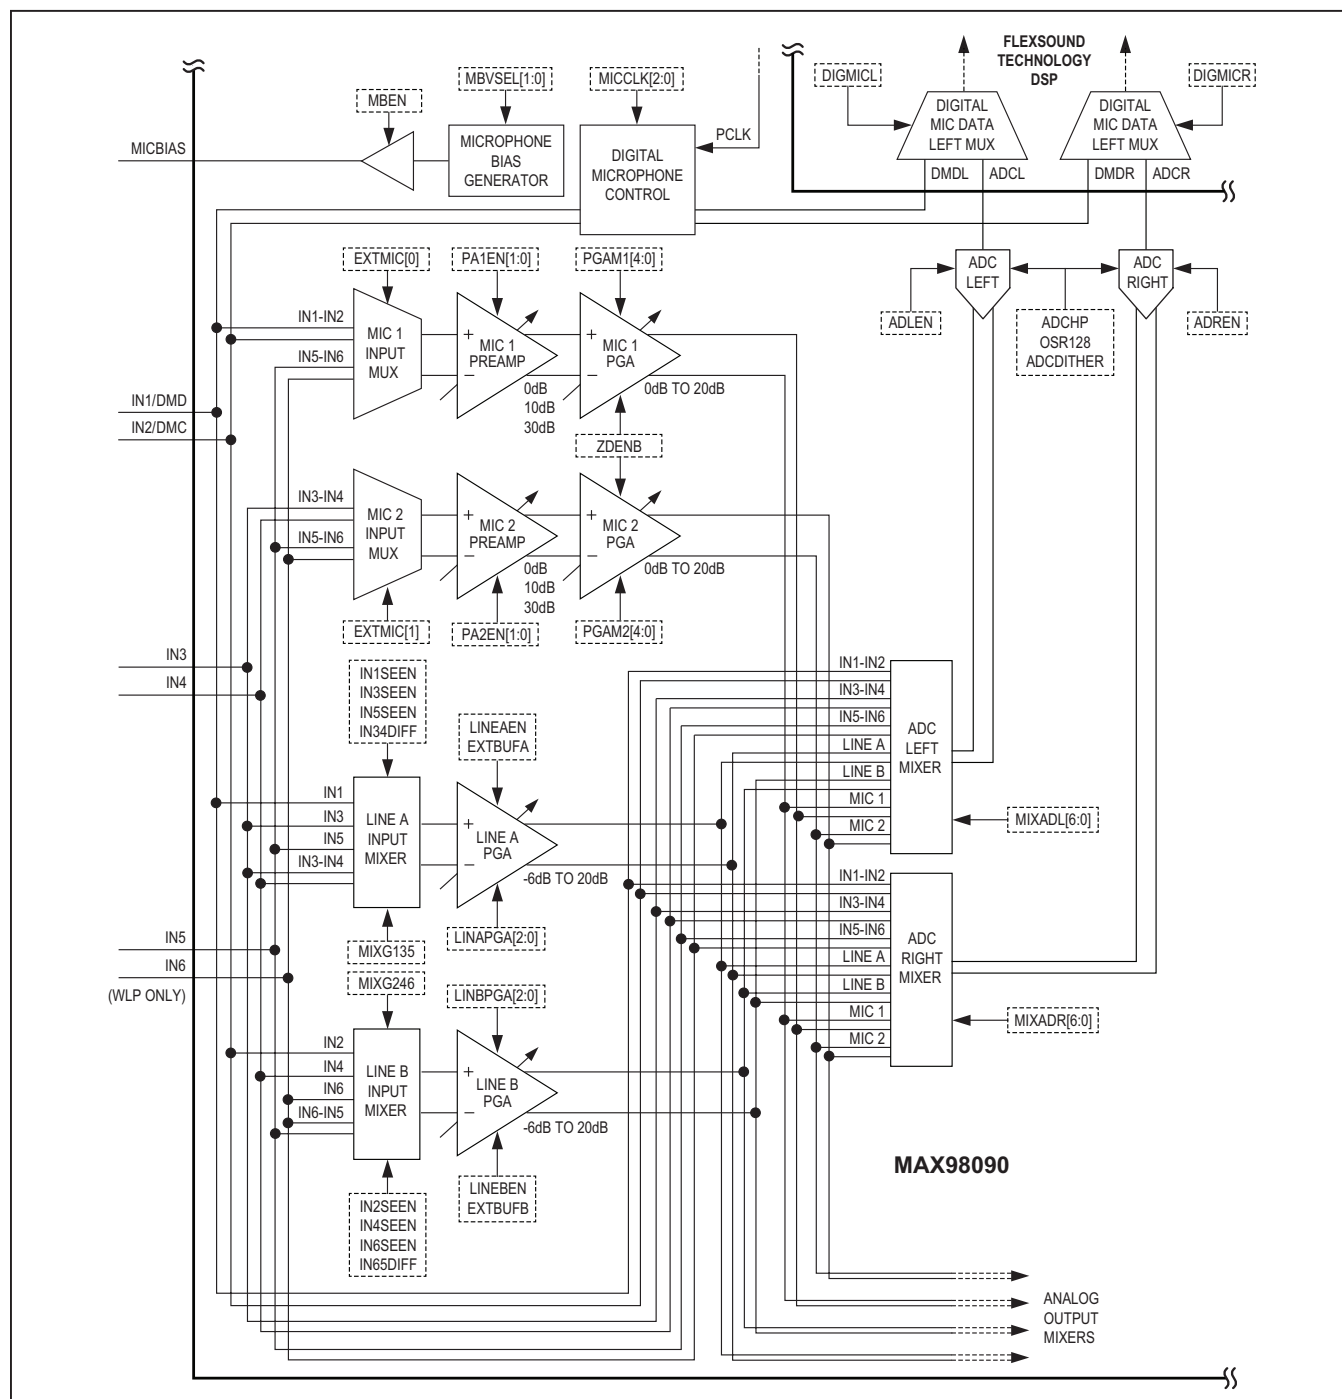 FLEXSOUND
TECHNOLOGY
DSP
DIGMICL
DIGMICR
DIGITAL
MIC DATA
LEFT MUX
DIGITAL
MIC DATA
LEFT MUX
DMDL
ADCL
DMDR
ADCR
MBVSEL[1:0]
MICCLK[2:0]
MBEN
PCLK
MICBIAS
MICROPHONE
BIAS
GENERATOR
DIGITAL
MICROPHONE
CONTROL
EXTMIC[0]
PA1EN[1:0]
PGAM1[4:0]
ADC
LEFT
ADC
RIGHT
ADLEN
ADCHP
OSR128
ADCDITHER
ADREN
IN1-IN2
IN5-IN6
MIC 1
INPUT
MUX
+
−
MIC 1
PREAMP
0dB
10dB
30dB
+
−
MIC 1
PGA
0dB TO 20dB
IN1/DMD
IN2/DMC
ZDENB
IN3-IN4
IN5-IN6
MIC 2
INPUT
MUX
+
−
MIC 2
PREAMP
0dB
10dB
30dB
+
−
MIC 2
PGA
0dB TO 20dB
EXTMIC[1]
PA2EN[1:0]
PGAM2[4:0]
IN3
IN4
IN1SEEN
IN3SEEN
IN5SEEN
IN34DIFF
LINEAEN
EXTBUFA
IN1
IN3
IN5
IN3-IN4
LINE A
INPUT
MIXER
+
−
LINE A
PGA
-6dB TO 20dB
IN1-IN2
IN3-IN4
IN5-IN6
LINE A
LINE B
MIC 1
MIC 2
ADC
LEFT
MIXER
MIXADL[6:0]
IN1-IN2
IN3-IN4
IN5-IN6
LINE A
LINE B
MIC 1
MIC 2
ADC
RIGHT
MIXER
MIXADR[6:0]
MIXG135
LINAPGA[2:0]
IN5
IN6
(WLP ONLY)
MIXG246
LINBPGA[2:0]
IN2
IN4
IN6
IN6-IN5
LINE B
INPUT
MIXER
+
−
LINE B
PGA
-6dB TO 20dB
IN2SEEN
IN4SEEN
IN6SEEN
IN65DIFF
LINEBEN
EXTBUFB
MAX98090
ANALOG
OUTPUT
MIXERS